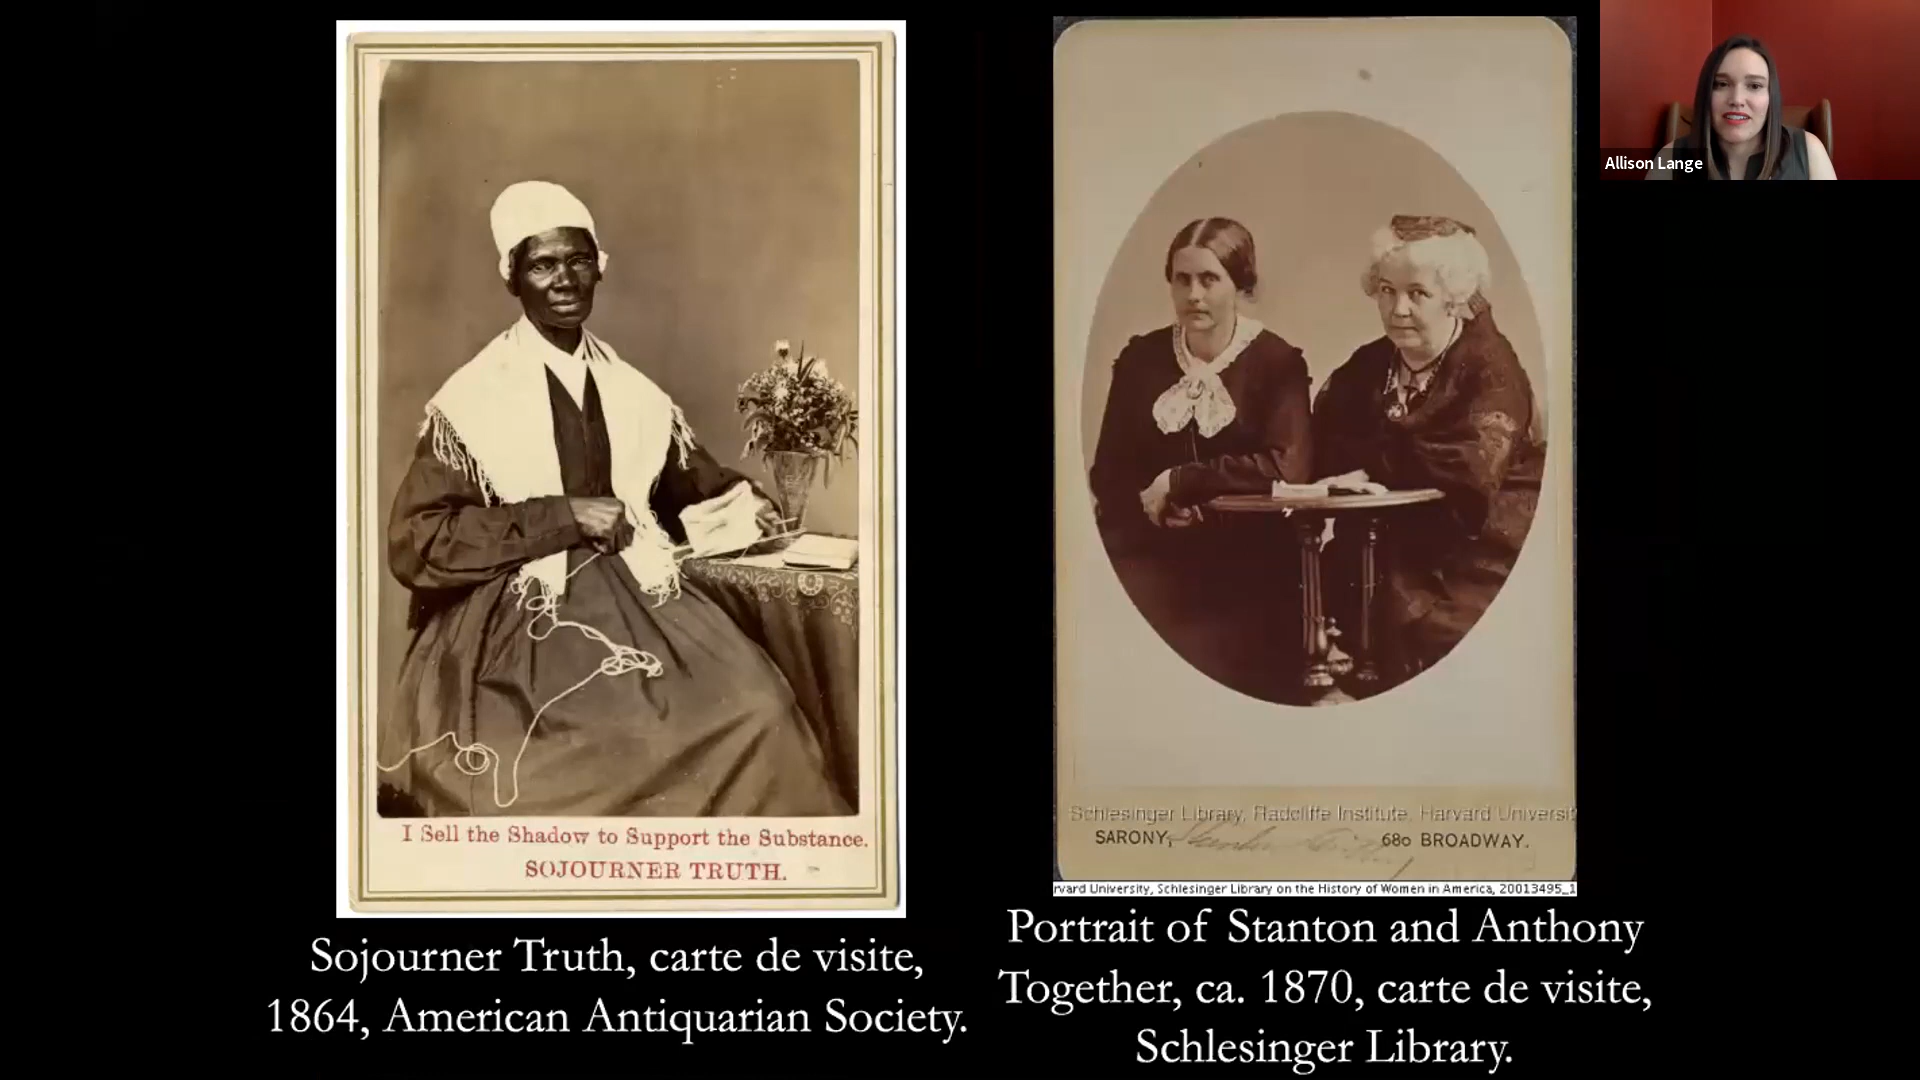 I Sell the Shadow to Support the Substance.
SOJOURNER TRUTH.
Sojourner Truth, carte de visite,
1864, American Antiquarian Society.
Schlesinger Library, Radcliffe Institute, Harvard Universit
SARONY, 680 BROADWAY.
rvard University, Schlesinger Library on the History of Women in America, 20013495_1
Portrait of Stanton and Anthony
Together, ca. 1870, carte de visite,
Schlesinger Library.
Allison Lange